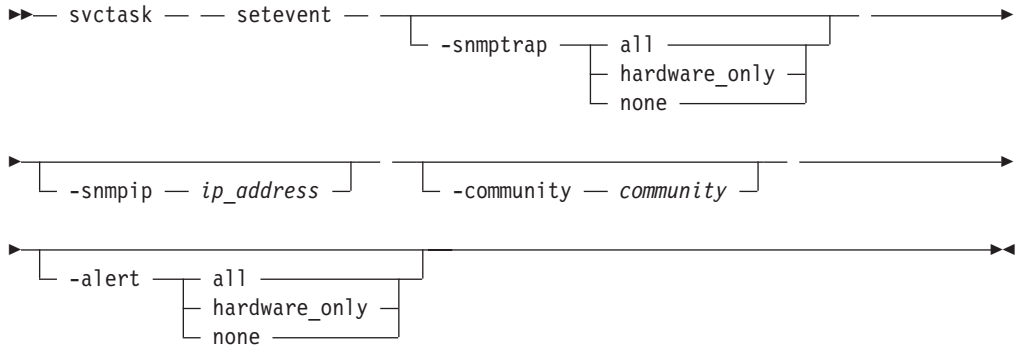 svctask setevent
-snmptrap all
hardware_only
none
-snmpip ip_address -community community
-alert all
hardware_only
none